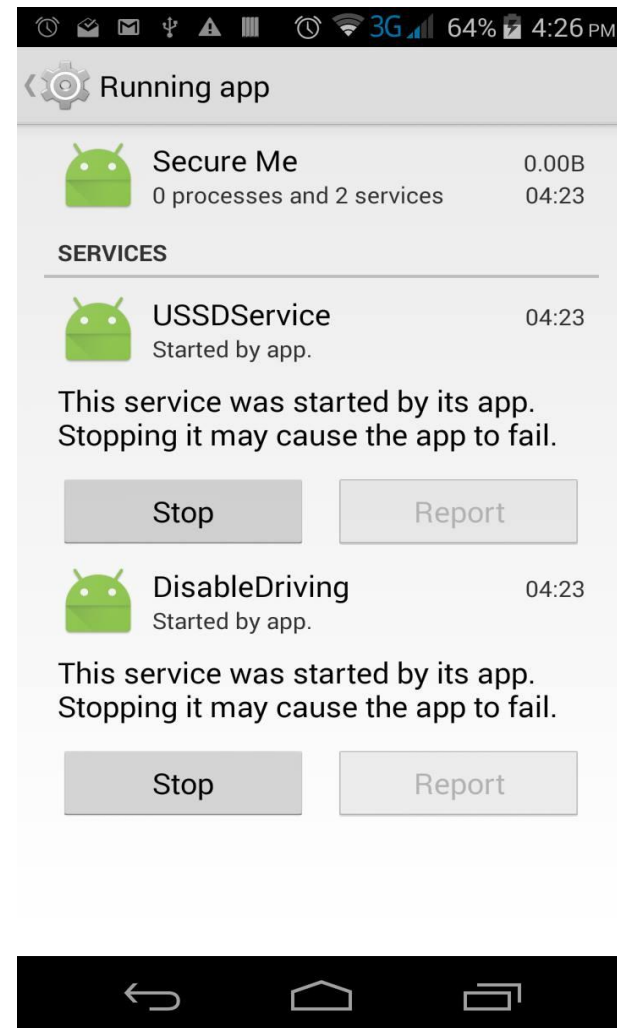 3G 64% 4:26 PM
Running app
Secure Me 0.00B
0 processes and 2 services 04:23
SERVICES
USSDService 04:23
Started by app.
This service was started by its app.
Stopping it may cause the app to fail.
Stop Report
DisableDriving 04:23
Started by app.
This service was started by its app.
Stopping it may cause the app to fail.
Stop Report